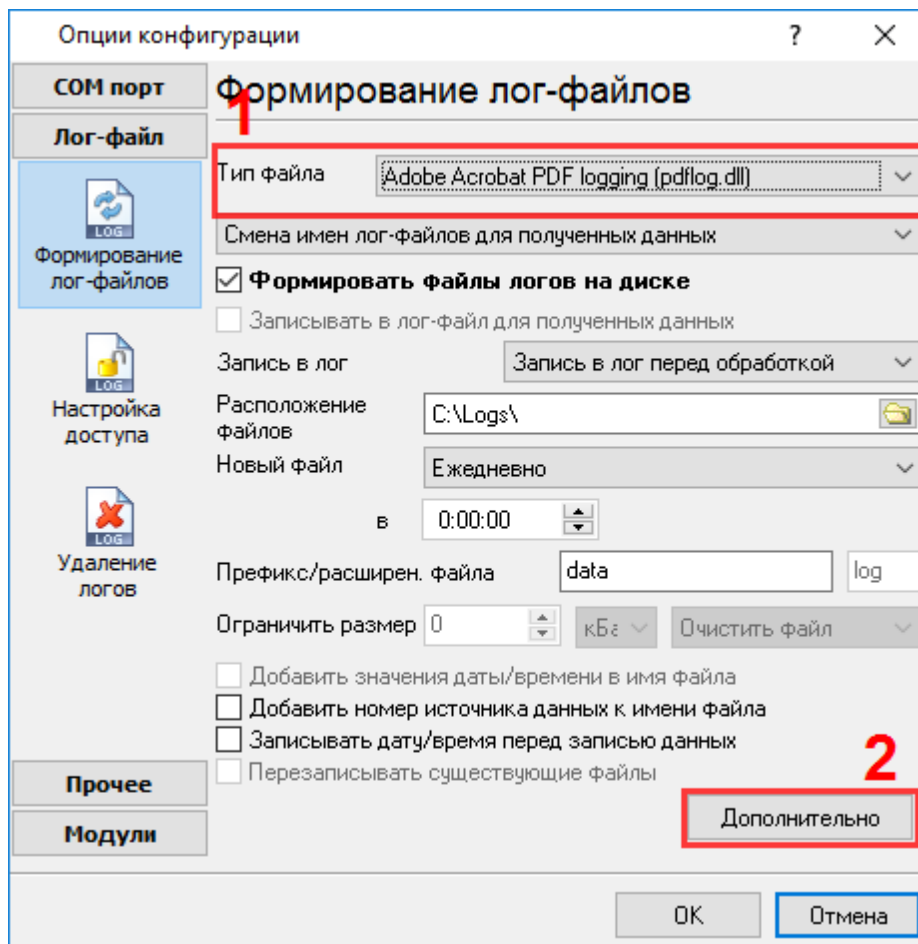 Опции конфигурации
?
COM порт
Лог-файл
LOG
Формирование
лог-файлов
LOG
Настройка
доступа
LOG
Удаление
логов
Прочее
Модули
Формирование лог-файлов
1
Тип файла
Adobe Acrobat PDF logging (pdflog.dll)
Смена имен лог-файлов для полученных данных
Формировать файлы логов на диске
Записывать в лог-файл для полученных данных
Запись в лог
Запись в лог перед обработкой
Расположение
файлов
C:\Logs\
Новый файл
Ежедневно
в
0:00:00
Префикс/расширен. файла
data
log
Ограничить размер
0
кБа
Очистить файл
Добавить значения даты/времени в имя файла
Добавить номер источника данных к имени файла
Записывать дату/время перед записью данных
Перезаписывать существующие файлы
2
Дополнительно
OK
Отмена